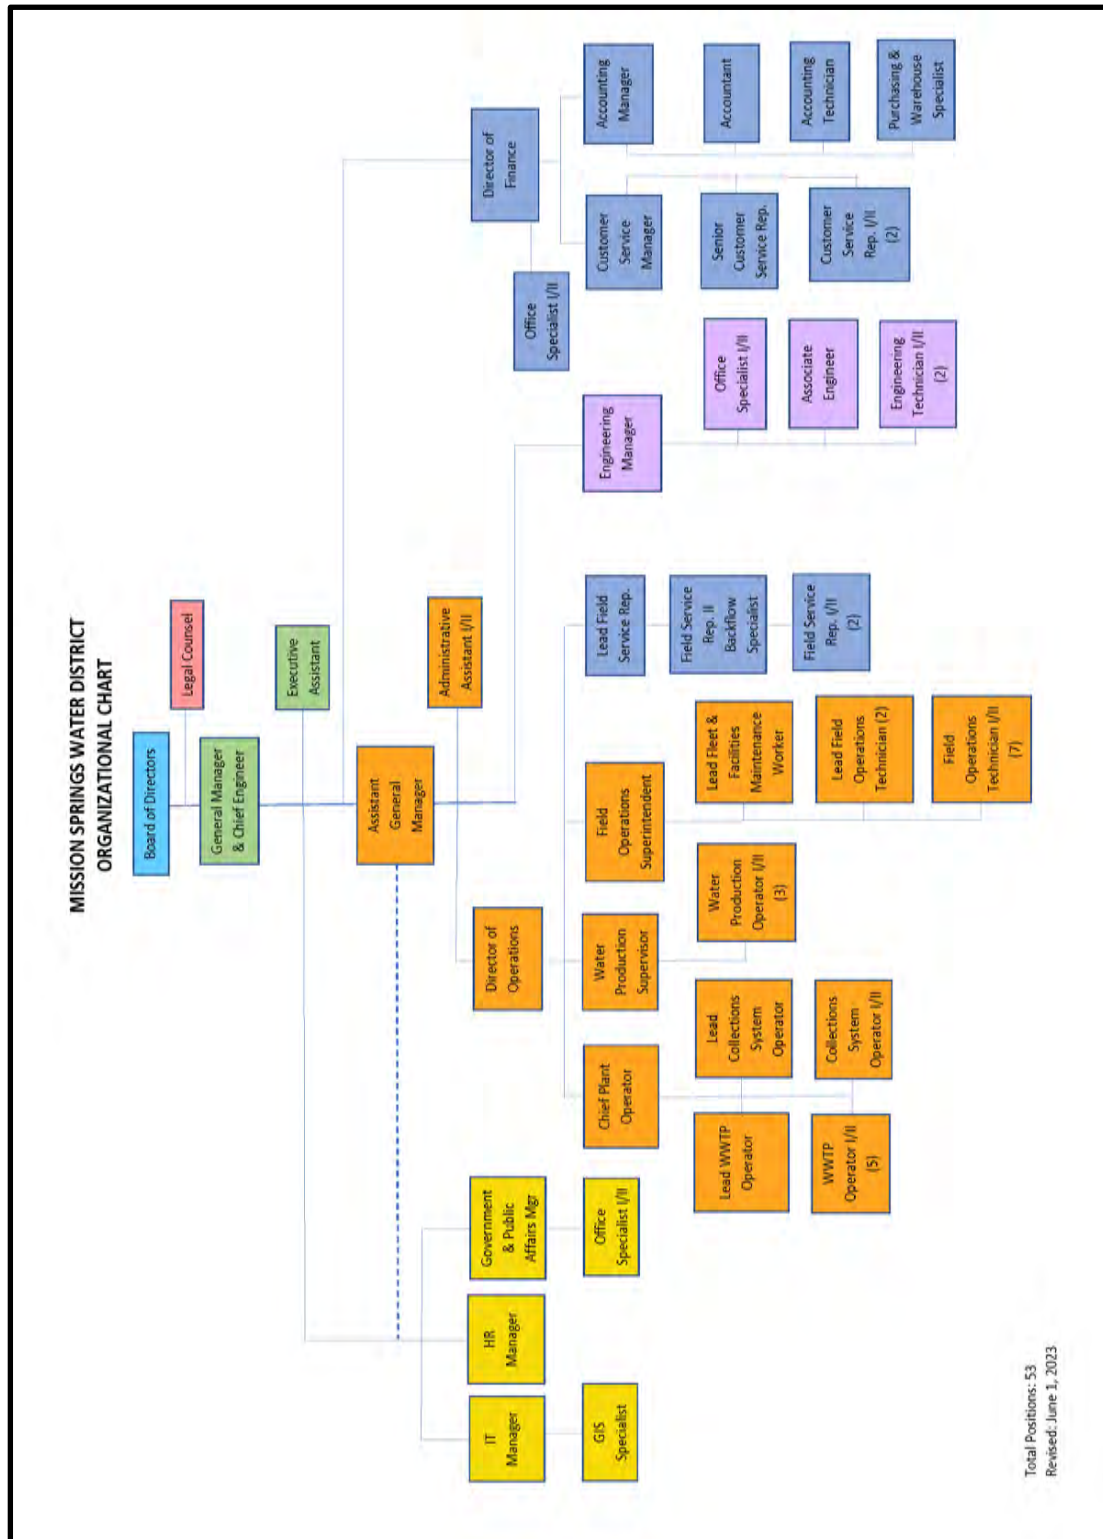 MISSION SPRINGS WATER DISTRICT
ORGANIZATIONAL CHART
Board of Directors
Legal Counsel
General Manager
& Chief Engineer
Executive
Assistant
Assistant
General
Manager
Administrative
Assistant I/II
IT
Manager
HR
Manager
Government
& Public
Affairs Mgr
Director of
Operations
Director of
Finance
Office
Specialist I/II
GIS
Specialist
Office
Specialist I/II
Chief Plant
Operator
Water
Production
Supervisor
Field
Operations
Superintendent
Lead Field
Service Rep.
Engineering
Manager
Customer
Service
Manager
Accounting
Manager
Lead WWTP
Operator
Lead
Collections
System
Operator
Water
Production
Operator I/II
(3)
Lead Fleet &
Facilities
Maintenance
Worker
Field Service
Rep. II
Backflow
Specialist
Office
Specialist I/II
Senior
Customer
Service Rep.
Accountant
WWTP
Operator I/II
(5)
Collections
System
Operator I/II
Lead Field
Operations
Technician (2)
Field Service
Rep. I/II
(2)
Associate
Engineer
Customer
Service
Rep. I/II
(2)
Accounting
Technician
Field
Operations
Technician I/II
(7)
Engineering
Technician I/II
(2)
Purchasing &
Warehouse
Specialist
Total Positions: 53
Revised: June 1, 2023